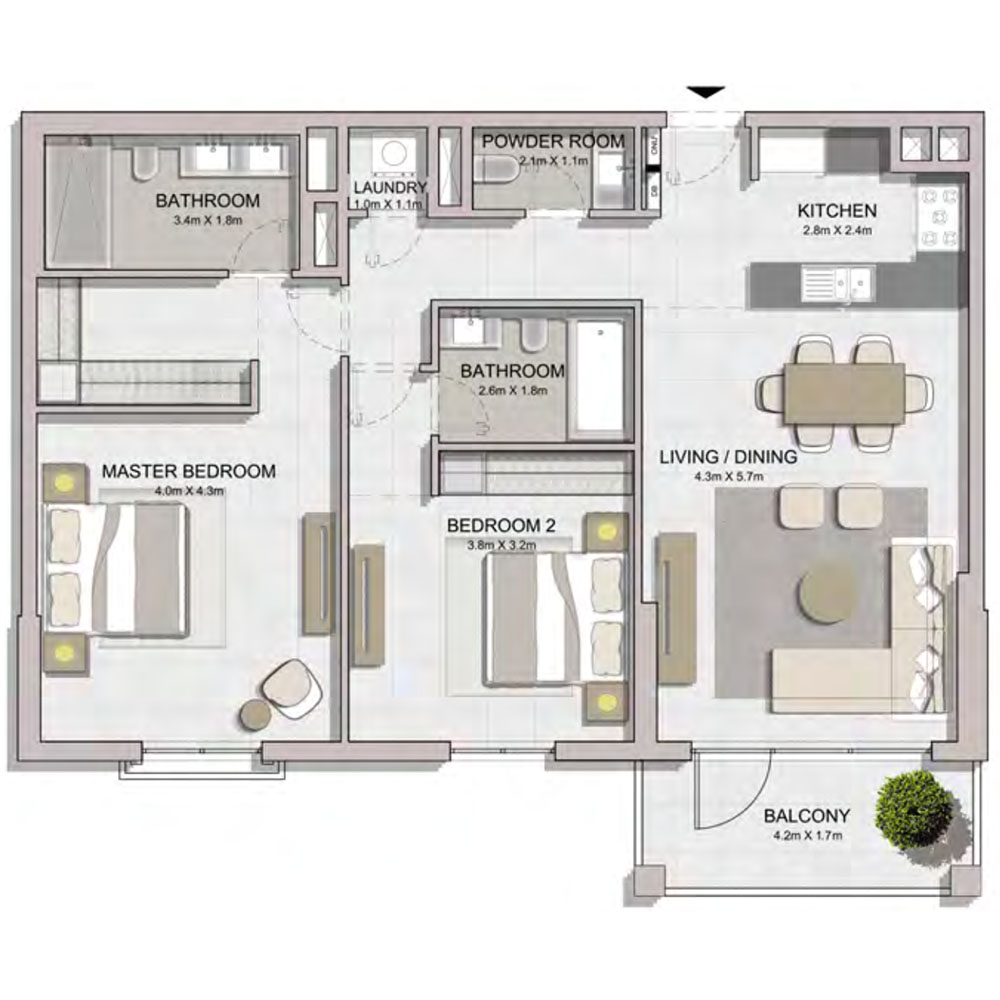 POWDER ROOM
2.1m X 1.1m
DB
ONU
LAUNDRY
1.0m X 1.1m
BATHROOM
3.4m X 1.8m
KITCHEN
2.8m X 2.4m
BATHROOM
2.6m X 1.8m
LIVING / DINING
4.3m X 5.7m
MASTER BEDROOM
4.0m X 4.3m
BEDROOM 2
3.8m X 3.2m
BALCONY
4.2m X 1.7m